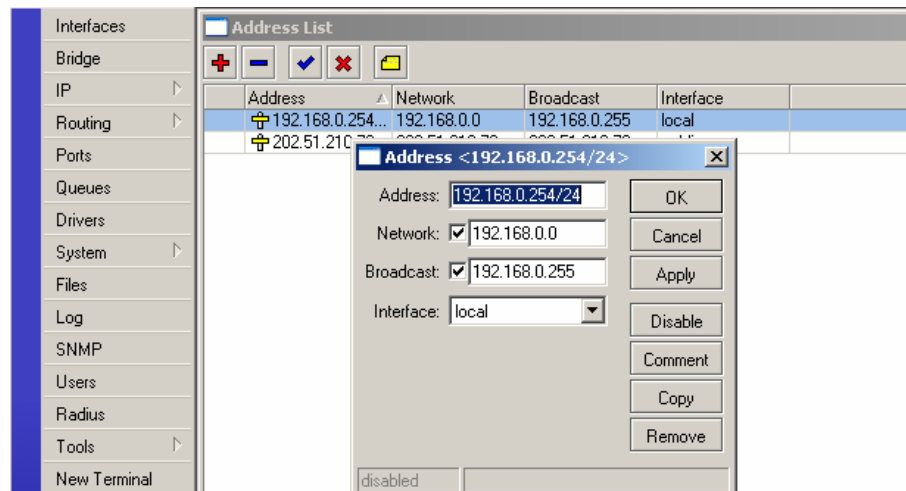 Interfaces
Bridge
IP
Routing
Ports
Queues
Drivers
System
Files
Log
SNMP
Users
Radius
Tools
New Terminal
Address List
Address Network Broadcast Interface
192.168.0.254... 192.168.0.0 192.168.0.255 local
202.51.210
Address <192.168.0.254/24>
Address: 192.168.0.254/24
Network: 192.168.0.0
Broadcast: 192.168.0.255
Interface: local
OK
Cancel
Apply
Disable
Comment
Copy
Remove
disabled